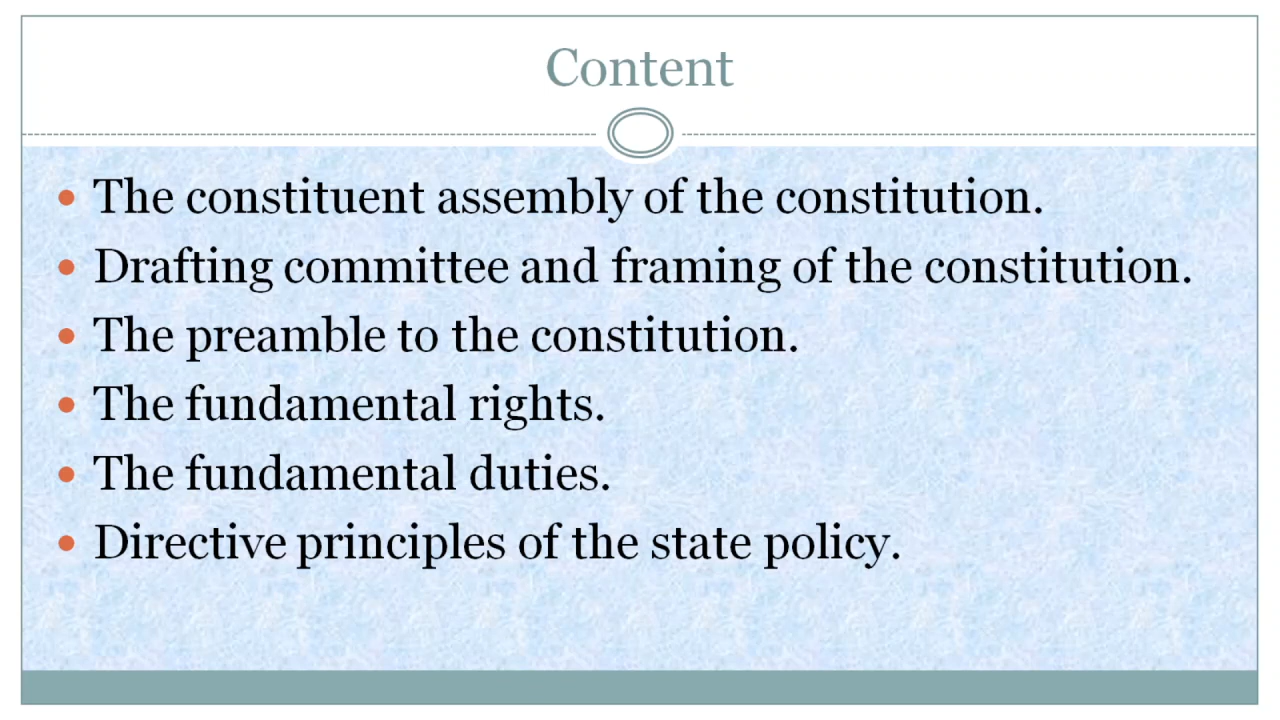 Content
• The constituent assembly of the constitution.
• Drafting committee and framing of the constitution.
• The preamble to the constitution.
• The fundamental rights.
• The fundamental duties.
• Directive principles of the state policy.